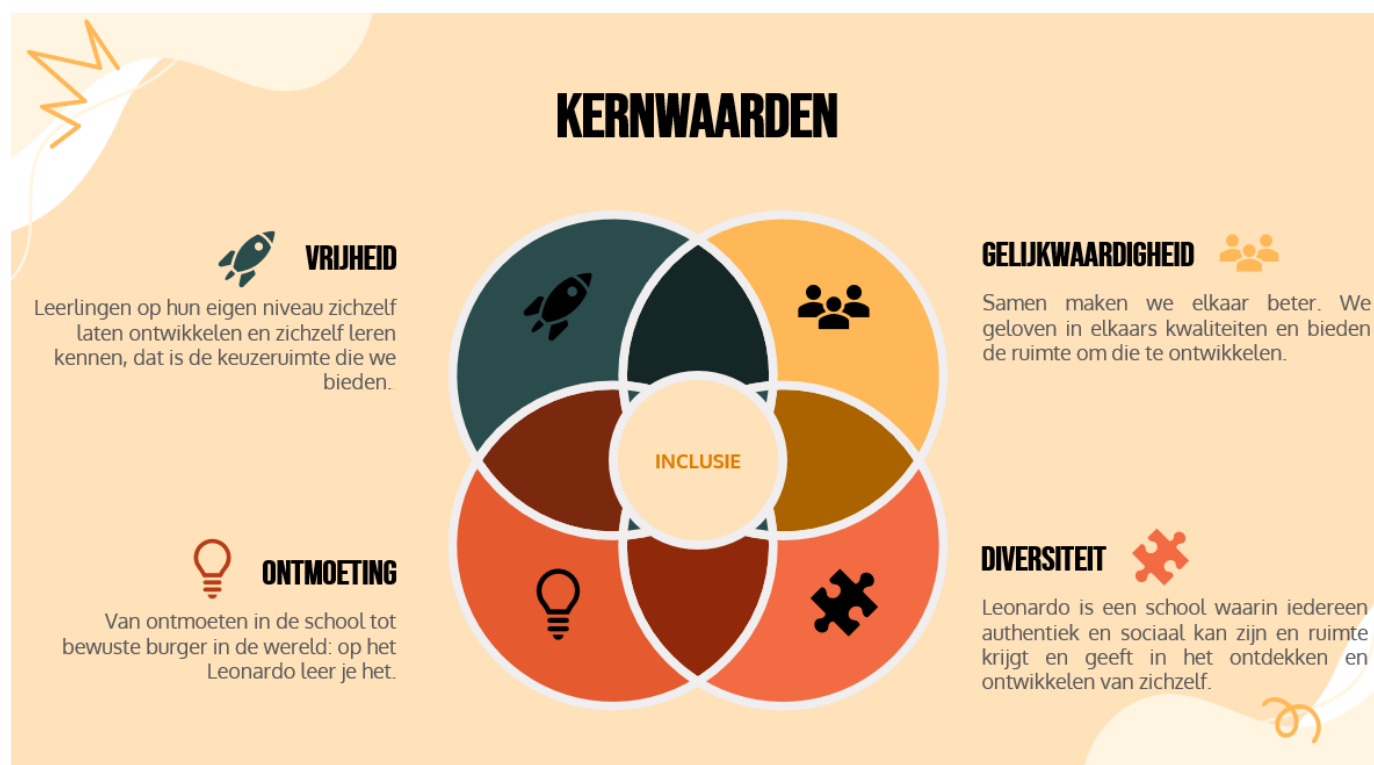 KERNWAARDEN
VRIJHEID
Leerlingen op hun eigen niveau zichzelf
laten ontwikkelen en zichzelf leren
kennen, dat is de keuzeruimte die we
bieden.
GELIJKWAARDIGHEID
Samen maken we elkaar beter. We
geloven in elkaars kwaliteiten en bieden
de ruimte om die te ontwikkelen.
INCLUSIE
ONTMOETING
Van ontmoeten in de school tot
bewuste burger in de wereld: op het
Leonardo leer je het.
DIVERSITEIT
Leonardo is een school waarin iedereen
authentiek en sociaal kan zijn en ruimte
krijgt en geeft in het ontdekken en
ontwikkelen van zichzelf.